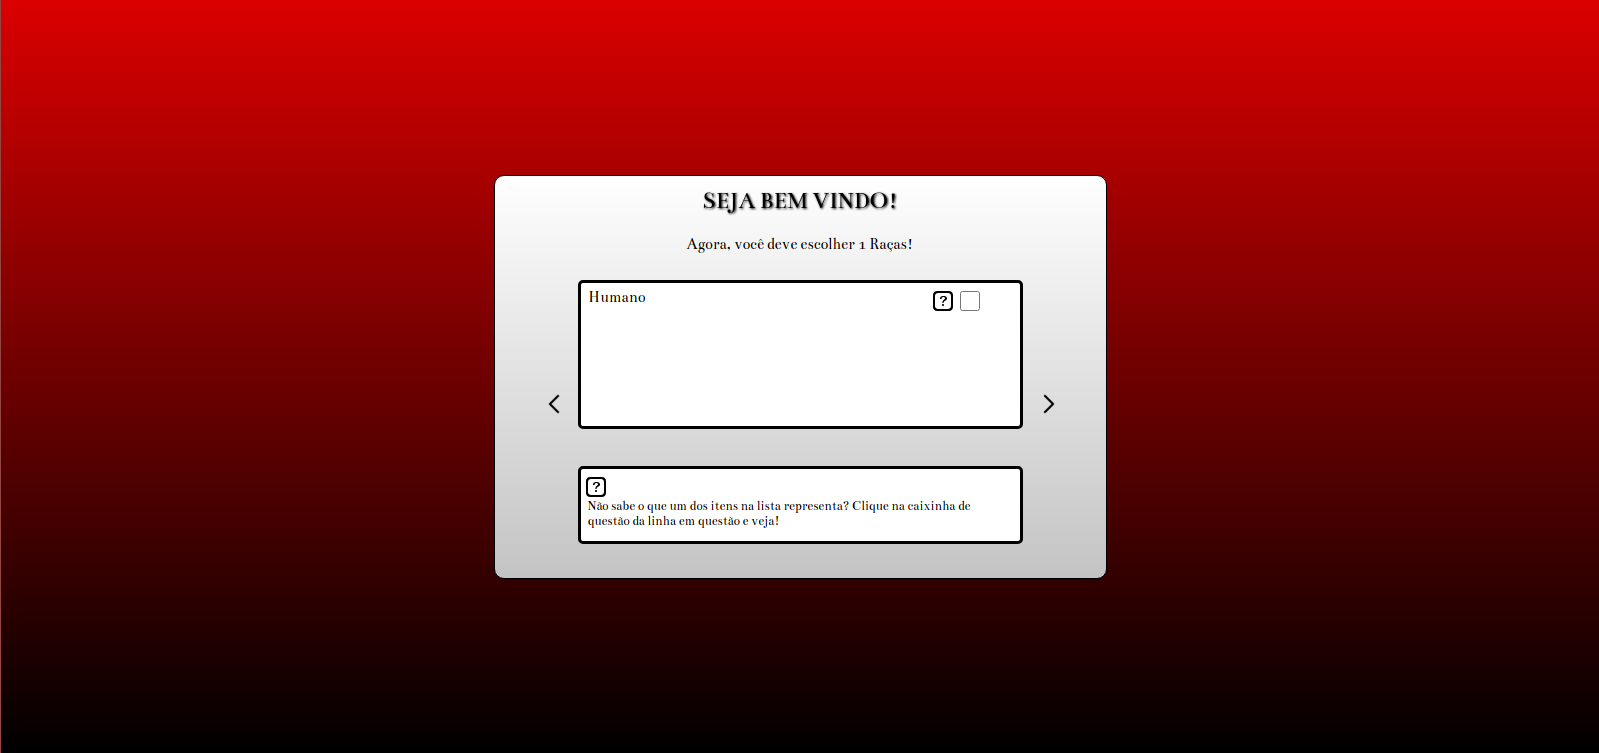 SEJA BEM VINDO!
Agora, você deve escolher 1 Raças!
Humano ?
?
Não sabe o que um dos itens na lista representa? Clique na caixinha de
questão da linha em questão e veja!